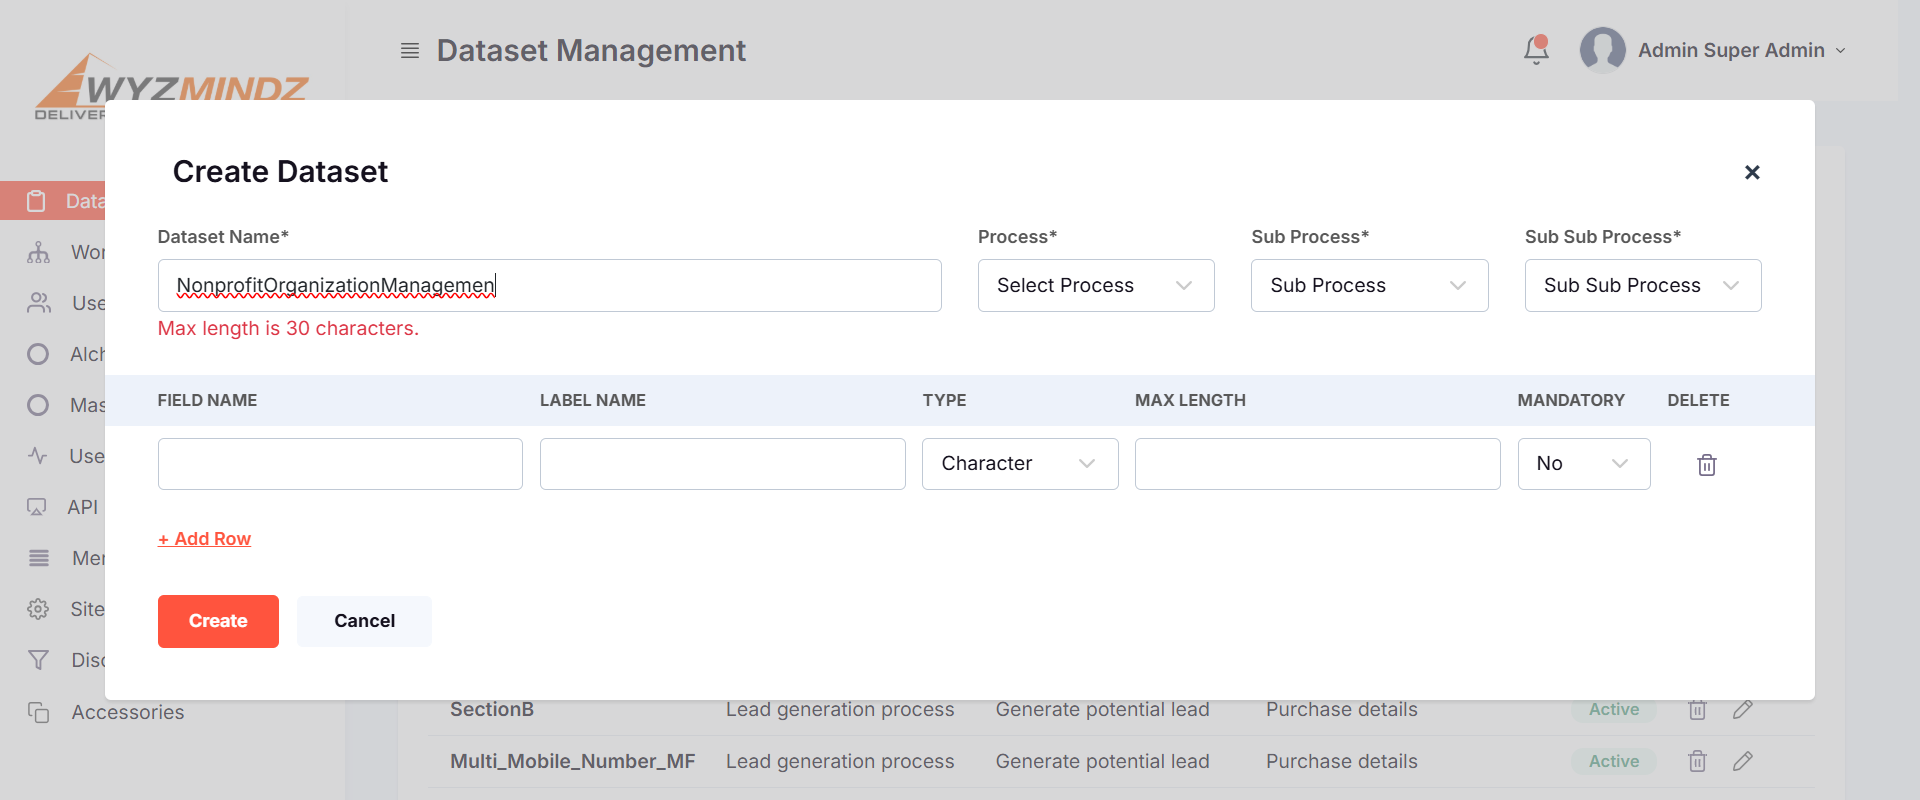 Dataset Management
Admin Super Admin
WYZMINDZ
DELIVER
Create Dataset
Dataset Name*
Process*
Sub Process*
Sub Sub Process*
NonprofitOrganizationManagemen
Select Process
Sub Process
Sub Sub Process
Max length is 30 characters.
FIELD NAME
LABEL NAME
TYPE
MAX LENGTH
MANDATORY
DELETE
Character
No
+ Add Row
Create
Cancel
Data
Wor
Use
Alch
Mas
Use
API
Mer
Site
Disc
Accessories
SectionB
Lead generation process
Generate potential lead
Purchase details
Active
Multi_Mobile_Number_MF
Lead generation process
Generate potential lead
Purchase details
Active